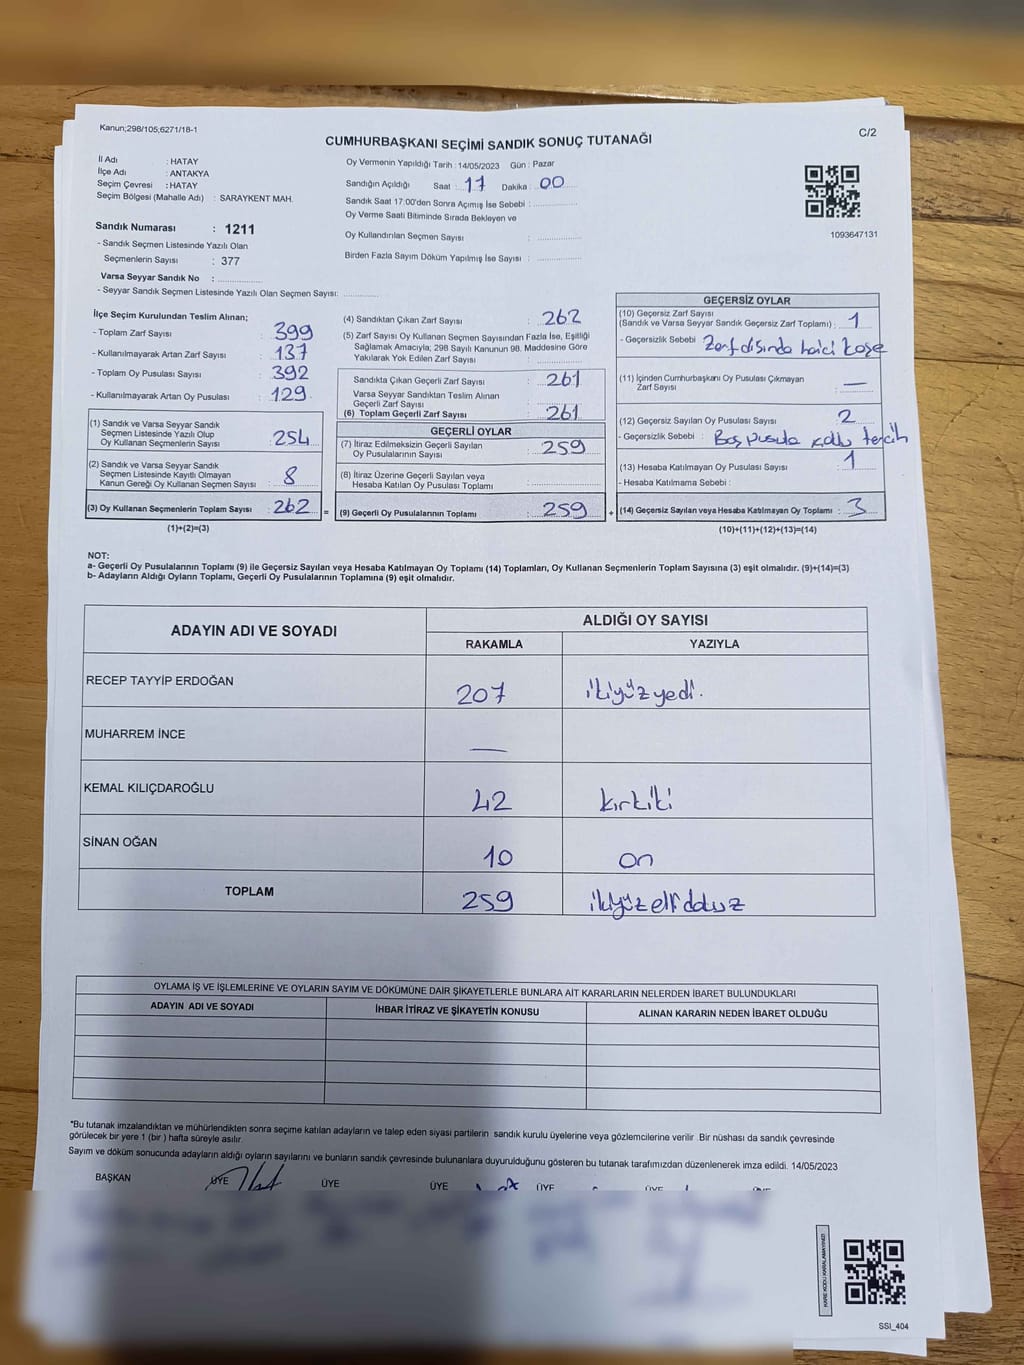 Kanun;298/105;6271/18-1
C/2
CUMHURBAŞKANI SEÇİMİ SANDIK SONUÇ TUTANAĞI
İl Adı : HATAY
İlçe Adı : ANTAKYA
Seçim Çevresi : HATAY
Seçim Bölgesi (Mahalle Adı) : SARAYKENT MAH.
Sandık Numarası : 1211
- Sandık Seçmen Listesinde Yazılı Olan
Seçmenlerin Sayısı : 377
Varsa Seyyar Sandık No :
- Seyyar Sandık Seçmen Listesinde Yazılı Olan Seçmen Sayısı:
Oy Vermenin Yapıldığı Tarih : 14/05/2023 Gün : Pazar
Sandığın Açıldığı Saat : 17 Dakika : 00
Sandık Saat 17:00'den Sonra Açımış İse Sebebi :
Oy Verme Saati Bitiminde Sırada Bekleyen ve
Oy Kullandırılan Seçmen Sayısı :
Birden Fazla Sayım Döküm Yapılmış İse Sayısı :
1093647131
İlçe Seçim Kurulundan Teslim Alınan;
- Toplam Zarf Sayısı : 399
- Kullanılmayarak Artan Zarf Sayısı : 137
- Toplam Oy Pusulası Sayısı : 392
- Kullanılmayarak Artan Oy Pusulası : 129
(1) Sandık ve Varsa Seyyar Sandık
Seçmen Listesinde Yazılı Olup
Oy Kullanan Seçmenlerin Sayısı : 254
(2) Sandık ve Varsa Seyyar Sandık
Seçmen Listesinde Kayıtlı Olmayan
Kanun Gereği Oy Kullanan Seçmen Sayısı : 8
(3) Oy Kullanan Seçmenlerin Toplam Sayısı : 262
(1)+(2)=(3)
(4) Sandıktan Çıkan Zarf Sayısı : 262
(5) Zarf Sayısı Oy Kullanan Seçmen Sayısından Fazla İse, Eşitliği
Sağlamak Amacıyla, 298 Sayılı Kanunun 98. Maddesine Göre
Yakılarak Yok Edilen Zarf Sayısı :
Sandıkta Çıkan Geçerli Zarf Sayısı : 261
Varsa Seyyar Sandıktan Teslim Alınan
Geçerli Zarf Sayısı :
(6) Toplam Geçerli Zarf Sayısı : 261
GEÇERLİ OYLAR
(7) İtiraz Edilmeksizin Geçerli Sayılan
Oy Pusulalarının Sayısı : 259
(8) İtiraz Üzerine Geçerli Sayılan veya
Hesaba Katılan Oy Pusulası Toplamı :
= (9) Geçerli Oy Pusulalarının Toplamı : 259 +
GEÇERSİZ OYLAR
(10) Geçersiz Zarf Sayısı
(Sandık ve Varsa Seyyar Sandık Geçersiz Zarf Toplamı) : 1
- Geçersizlik Sebebi : Zarf dışında harici kaşe
(11) İçinden Cumhurbaşkanı Oy Pusulası Çıkmayan
Zarf Sayısı : —
(12) Geçersiz Sayılan Oy Pusulası Sayısı : 2
- Geçersizlik Sebebi : Boş pusula tercih
(13) Hesaba Katılmayan Oy Pusulası Sayısı : 1
- Hesaba Katılmama Sebebi :
(14) Geçersiz Sayılan veya Hesaba Katılmayan Oy Toplamı : 3
(10)+(11)+(12)+(13)=(14)
NOT:
a- Geçerli Oy Pusulalarının Toplamı (9) ile Geçersiz Sayılan veya Hesaba Katılmayan Oy Toplamı (14) Toplamları, Oy Kullanan Seçmenlerin Toplam Sayısına (3) eşit olmalıdır. (9)+(14)=(3)
b- Adayların Aldığı Oyların Toplamı, Geçerli Oy Pusulalarının Toplamına (9) eşit olmalıdır.
ADAYIN ADI VE SOYADI ALDIĞI OY SAYISI
RAKAMLA YAZIYLA
RECEP TAYYİP ERDOĞAN 207 ikiyüz yedi.
MUHARREM İNCE —
KEMAL KILIÇDAROĞLU 42 kırkiki
SİNAN OĞAN 10 on
TOPLAM 259 ikiyüz elli dokuz
OYLAMA İŞ VE İŞLEMLERİNE VE OYLARIN SAYIM VE DÖKÜMÜNE DAİR ŞİKAYETLERLE BUNLARA AİT KARARLARIN NELERDEN İBARET BULUNDUKLARI
ADAYIN ADI VE SOYADI İHBAR İTİRAZ VE ŞİKAYETİN KONUSU ALINAN KARARIN NEDEN İBARET OLDUĞU
*Bu tutanak imzalandıktan ve mühürlendikten sonra seçime katılan adayların ve talep eden siyasi partilerin sandık kurulu üyelerine veya gözlemcilerine verilir. Bir nüshası da sandık çevresinde
görülecek bir yere 1 (bir ) hafta süreyle asılır.
Sayım ve döküm sonucunda adayların aldığı oyların sayılarını ve bunların sandık çevresinde bulunanlara duyurulduğunu gösteren bu tutanak tarafımızdan düzenlenerek imza edildi. 14/05/2023
BAŞKAN ÜYE ÜYE ÜYE ÜYE ÜYE ÜYE
KARE KODU KARALAMAYINIZ!
SSI_404